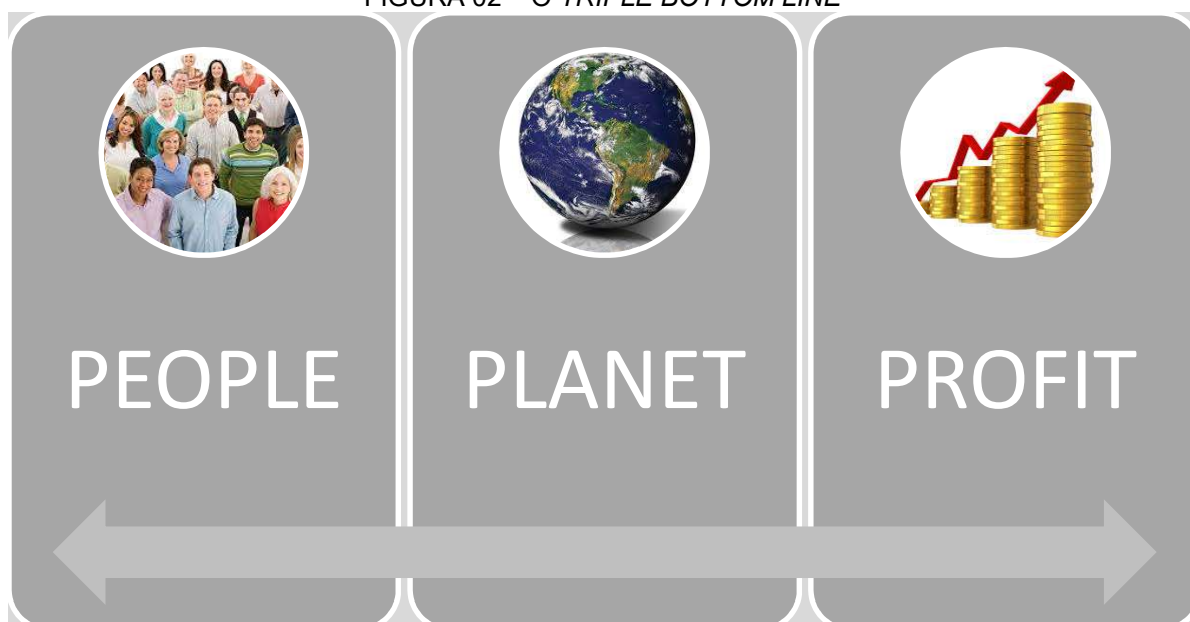 FIGURA 02 – O TRIPLE BOTTOM LINE
PEOPLE
PLANET
PROFIT